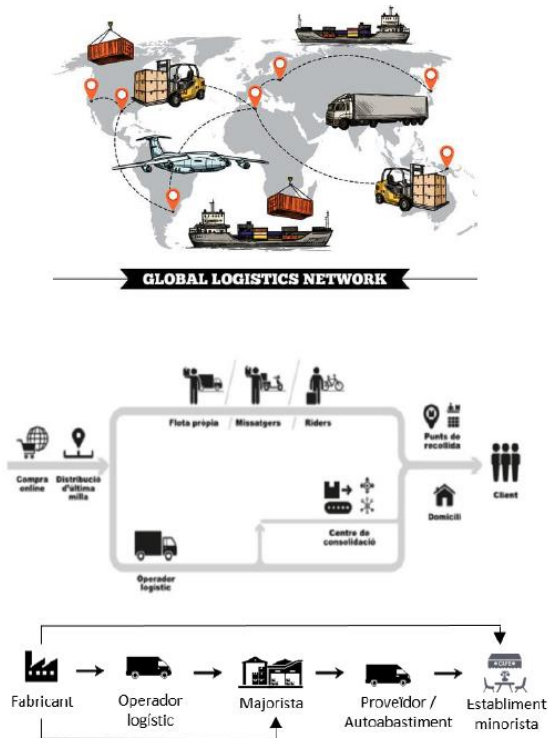 GLOBAL LOGISTICS NETWORK
Flota pròpia / Missatgers / Riders
Compra
online
Distribució
d'última
milla
Operador
logístic
Centre de
consolidació
Punts de
recollida
Domicili
Client
CAFE
Fabricant
Operador
logístic
Majorista
Proveïdor /
Autoabastiment
Establiment
minorista